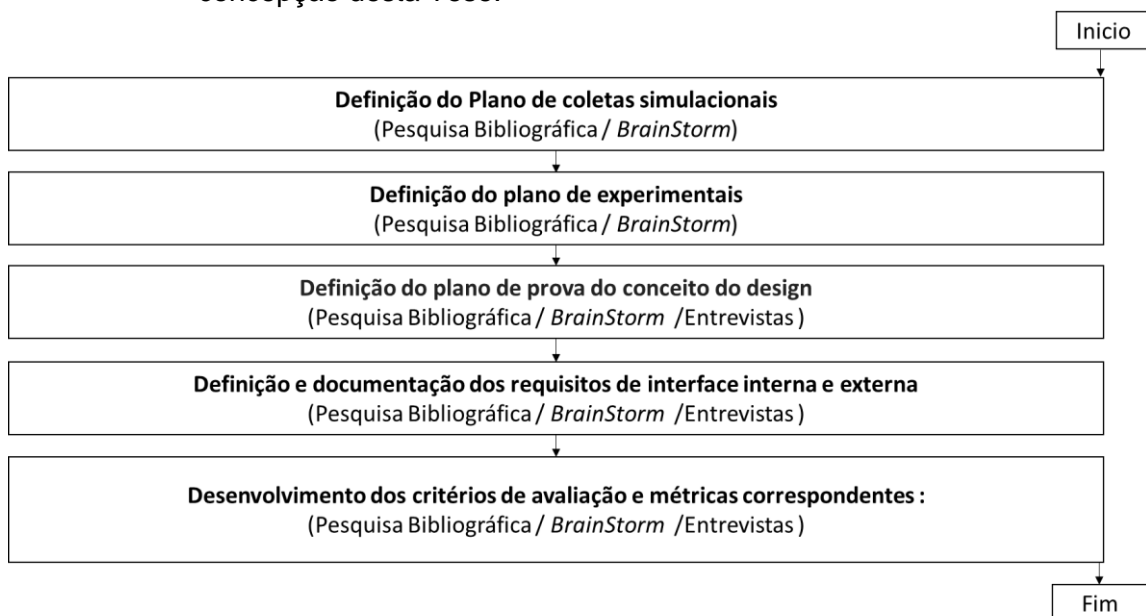 Inicio
Definição do Plano de coletas simulacionais
(Pesquisa Bibliográfica / BrainStorm)
Definição do plano de experimentais
(Pesquisa Bibliográfica / BrainStorm)
Definição do plano de prova do conceito do design
(Pesquisa Bibliográfica / BrainStorm /Entrevistas )
Definição e documentação dos requisitos de interface interna e externa
(Pesquisa Bibliográfica / BrainStorm /Entrevistas )
Desenvolvimento dos critérios de avaliação e métricas correspondentes :
(Pesquisa Bibliográfica / BrainStorm /Entrevistas )
Fim